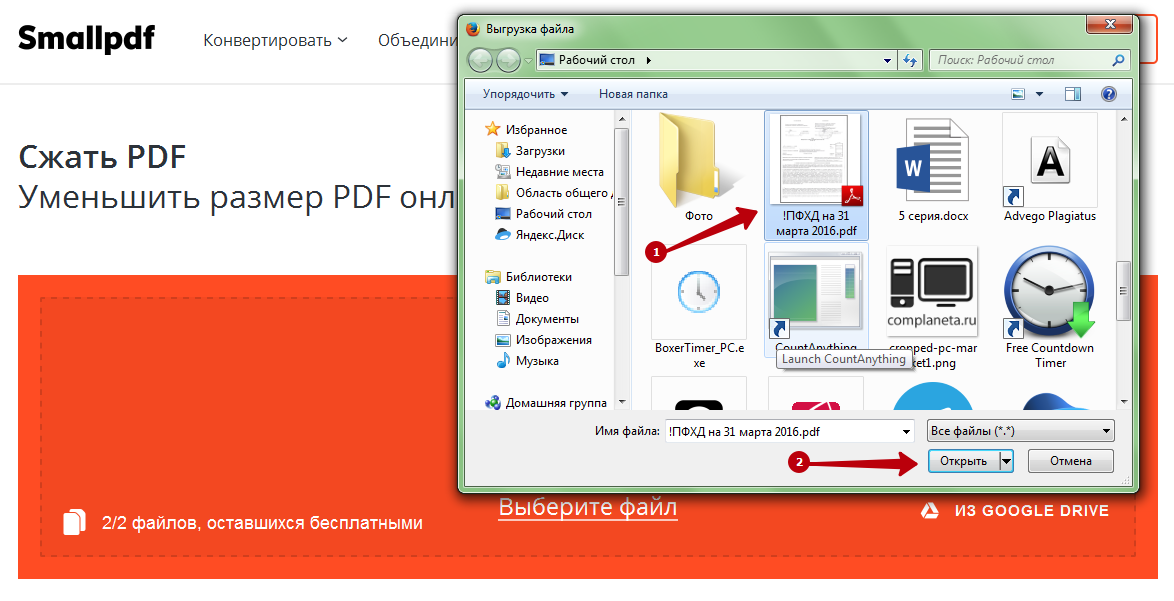 Smallpdf
Конвертировать
Объедини
Сжать PDF
Уменьшить размер PDF онл
Выгрузка файла
Рабочий стол
Поиск: Рабочий стол
Упорядочить
Новая папка
Избранное
Загрузки
Недавние места
Область общего
Рабочий стол
Яндекс.Диск
Библиотеки
Видео
Документы
Изображения
Музыка
Домашняя группа
Фото
!ПФХД на 31
марта 2016.pdf
W
5 серия.docx
A
Advego Plagiatus
1
BoxerTimer_PC.e
xe
CountAnything
Launch CountAnything
complaneta.ru
cropped-pc-mar
ket1.png
Free Countdown
Timer
Имя файла:
!ПФХД на 31 марта 2016.pdf
Все файлы (*.*)
2
Открыть
Отмена
Выберите файл
2/2 файлов, оставшихся бесплатными
ИЗ GOOGLE DRIVE